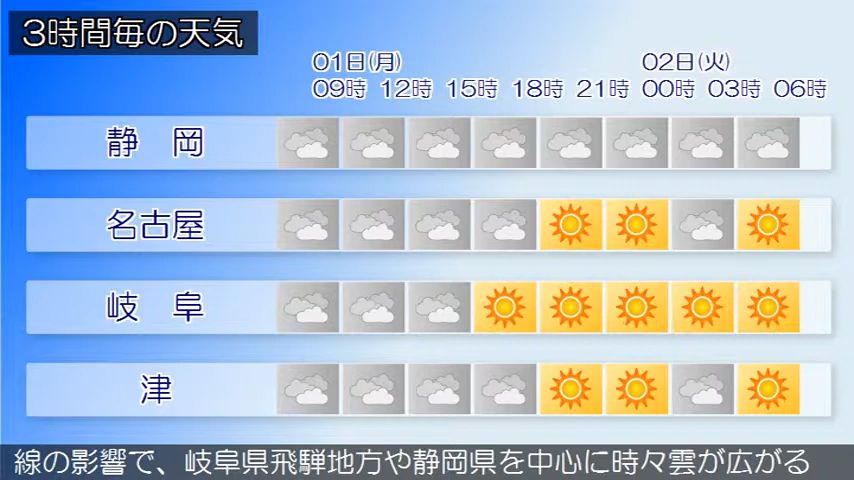 3時間毎の天気
01日(月) 02日(火)
09時 12時 15時 18時 21時 00時 03時 06時
静 岡
名古屋
岐 阜
津
線の影響で、岐阜県飛騨地方や静岡県を中心に時々雲が広がる